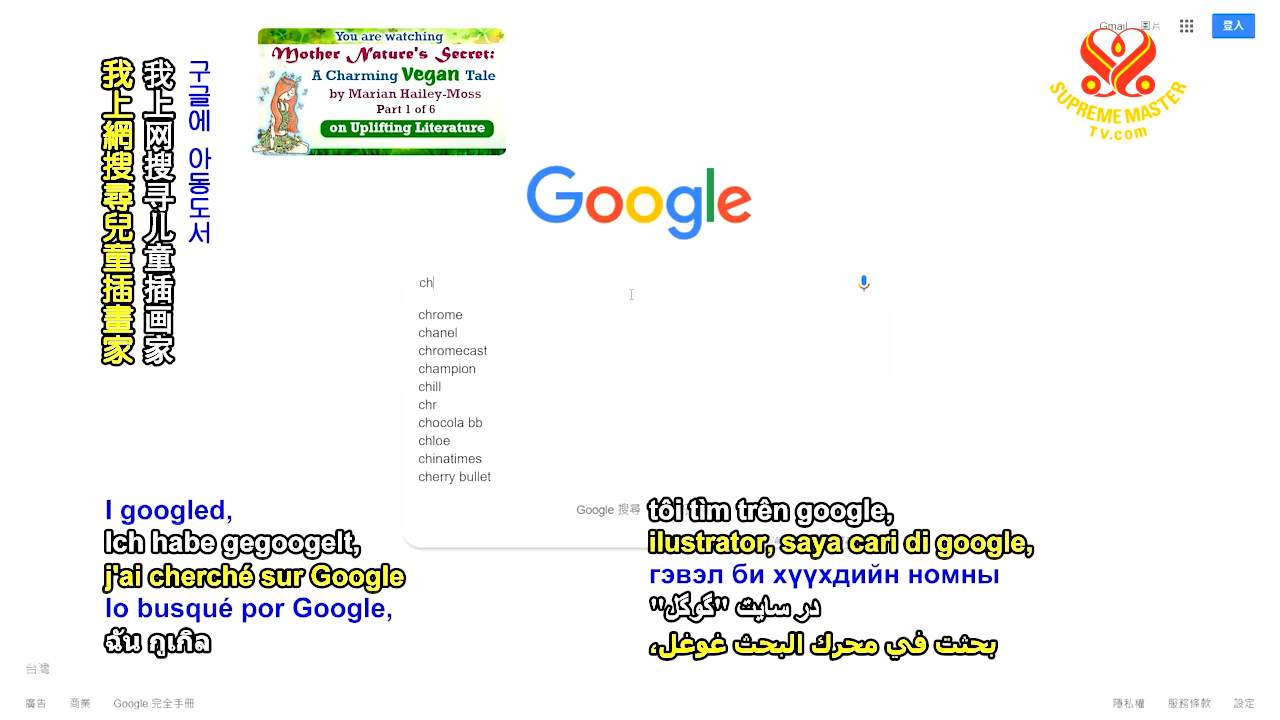 Gmail
圖片
登入
You are watching
Mother Nature's Secret:
A Charming Vegan Tale
by Marian Hailey-Moss
Part 1 of 6
on Uplifting Literature
SUPREME MASTER
TV.com
我上網搜尋兒童插畫家
我上网搜寻儿童插画家
구글에 아동도서
Google
ch
chrome
chanel
chromecast
champion
chill
chr
chocola bb
chloe
chinatimes
cherry bullet
Google 搜尋
I googled,
Ich habe gegoogelt,
j'ai cherché sur Google
lo busqué por Google,
ฉัน กูเกิล
tôi tìm trên google,
ilustrator, saya cari di google,
гэвэл би хүүхдийн номны
در سایت "گوگل"
بحثت في محرك البحث غوغل،
台灣
廣告
商業
Google 完全手冊
隱私權
服務條款
設定